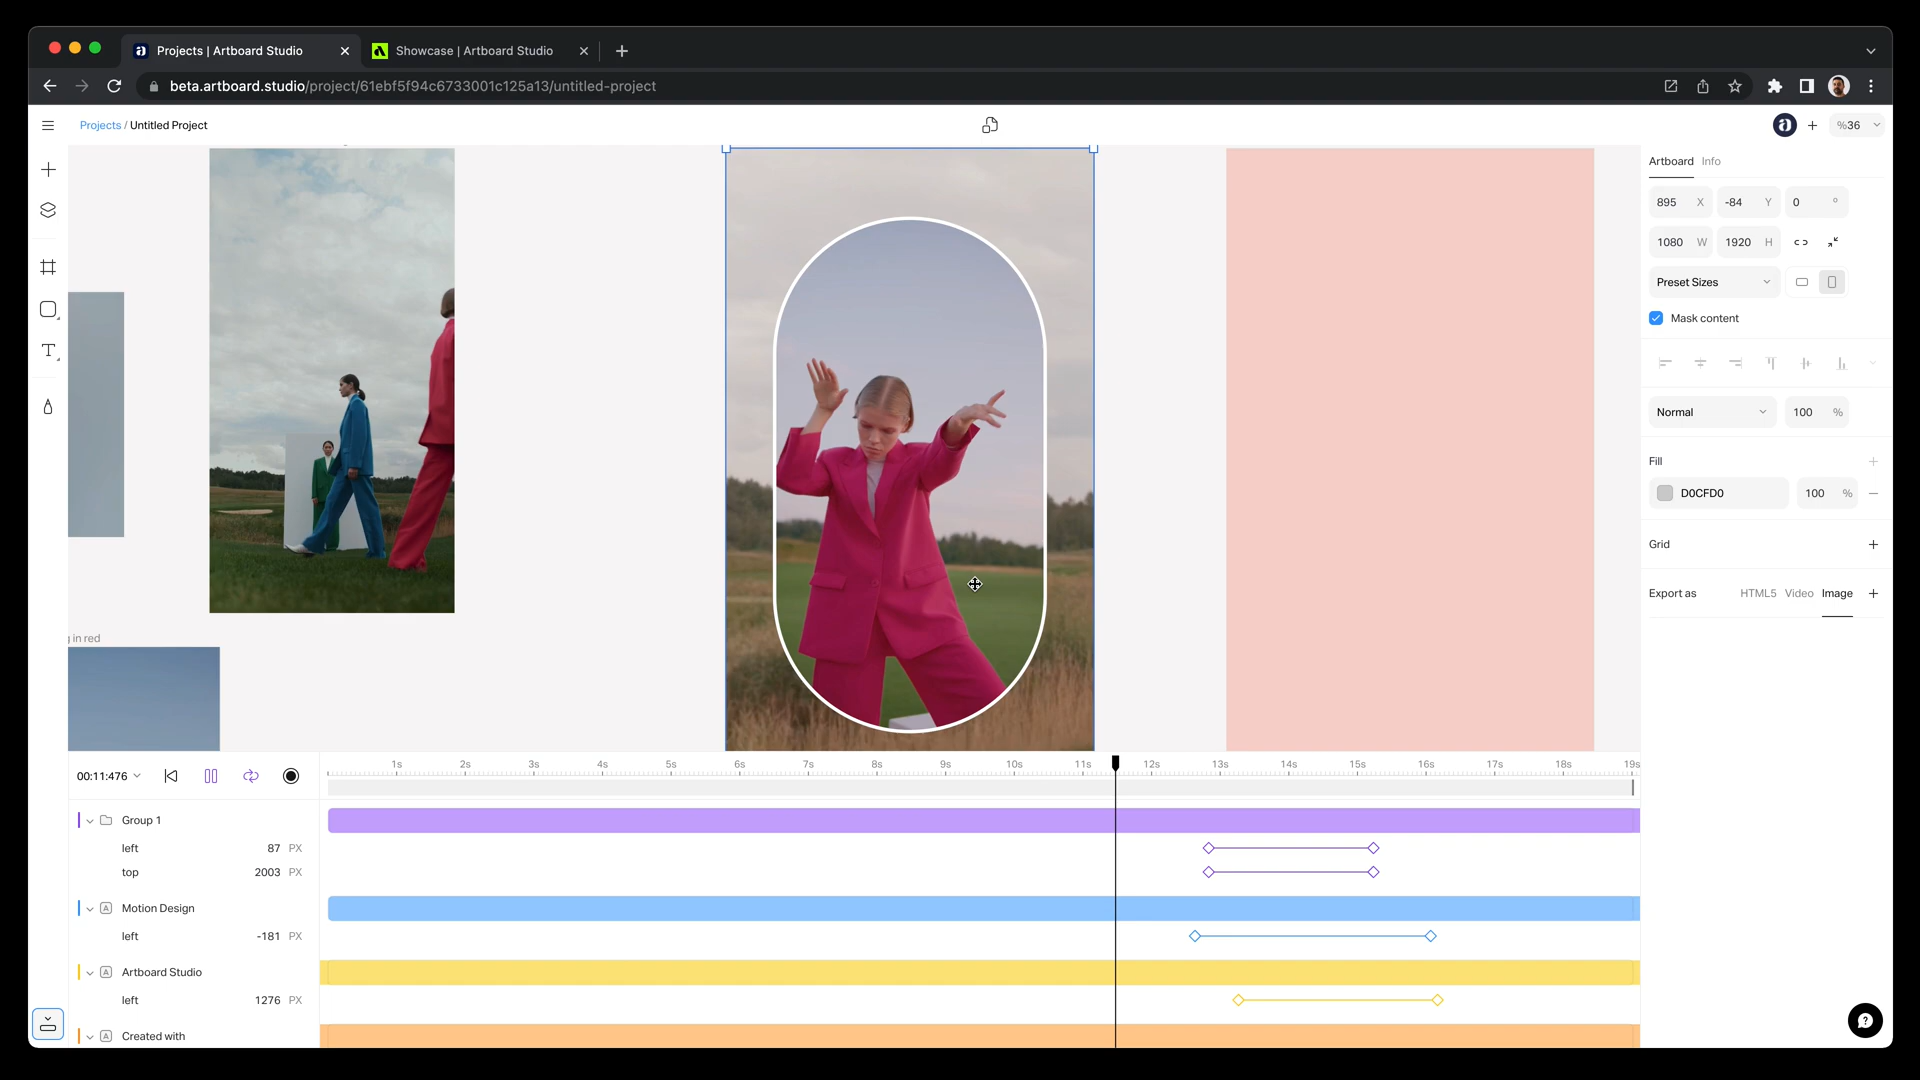 Projects | Artboard Studio
Showcase | Artboard Studio
beta.artboard.studio/project/61ebf5f94c6733001c125a13/untitled-project
Projects / Untitled Project
%36
Artboard Info
895 X -84 Y 0 °
1080 W 1920 H
Preset Sizes
Mask content
Normal 100 %
Fill
D0CFD0 100 %
Grid
Export as HTML5 Video Image
g in red
00:11:476
1s 2s 3s 4s 5s 6s 7s 8s 9s 10s 11s 12s 13s 14s 15s 16s 17s 18s 19s
Group 1
left 87 PX
top 2003 PX
A Motion Design
left -181 PX
A Artboard Studio
left 1276 PX
A Created with